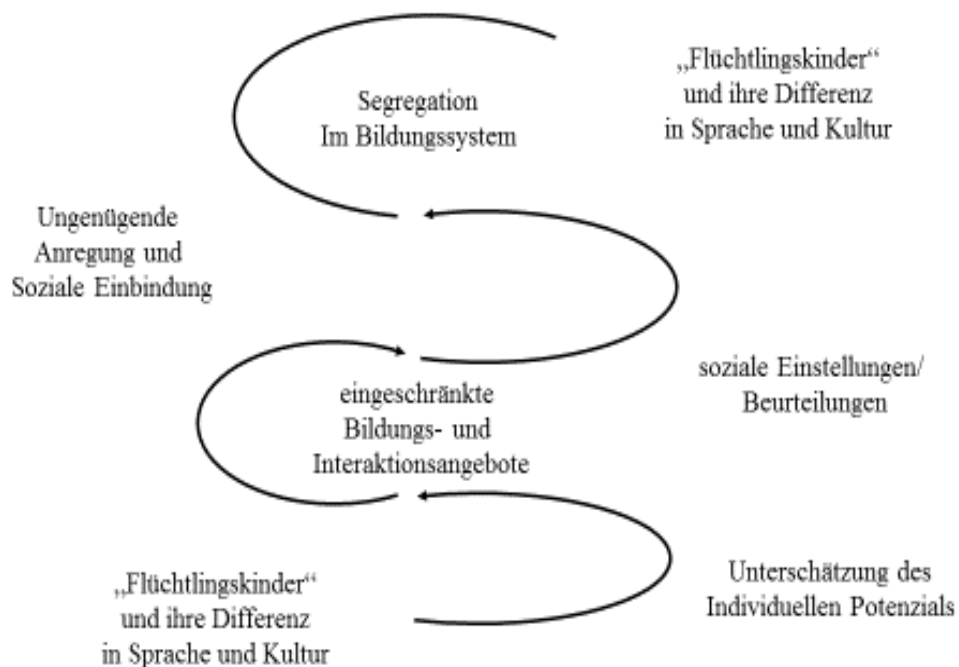 „Flüchtlingskinder“
und ihre Differenz
in Sprache und Kultur
Segregation
Im Bildungssystem
Ungenügende
Anregung und
Soziale Einbindung
soziale Einstellungen/
Beurteilungen
eingeschränkte
Bildungs- und
Interaktionsangebote
Unterschätzung des
Individuellen Potenzials
„Flüchtlingskinder“
und ihre Differenz
in Sprache und Kultur